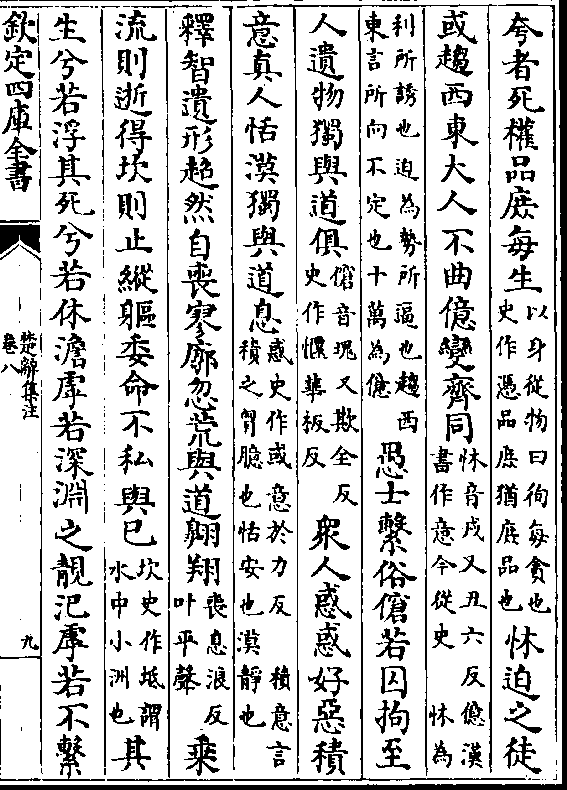 夸者死權品庶每生
以身從物曰徇每貪也
史作憑品庶猶庶品也
怵迫之徒
或趨西東大人不曲億變齊同
怵音戌又丑六反億漢
書作意今從史　怵為
利所誘也迫為勢所逼也趨西
東言所向不定也十萬為億
愚士繫俗僒若囚拘至
人遺物獨與道俱
僒音瑰又欺全反
史作攌華板反
衆人惑惑好惡積
意真人恬漠獨與道息
惑史作或意於力反　積意言
積之胷臆也恬安也漠靜也
釋智遺形超然自喪寥廓忽荒與道翺翔
喪息浪反
叶平聲
乘
流則逝得坎則止縱軀委命不私與已
坎史作坻謂
水中小洲也
其
生兮若浮其死兮若休澹虖若深淵之靚汜虖若不繫
欽定四庫全書
楚辭集注
卷八
九